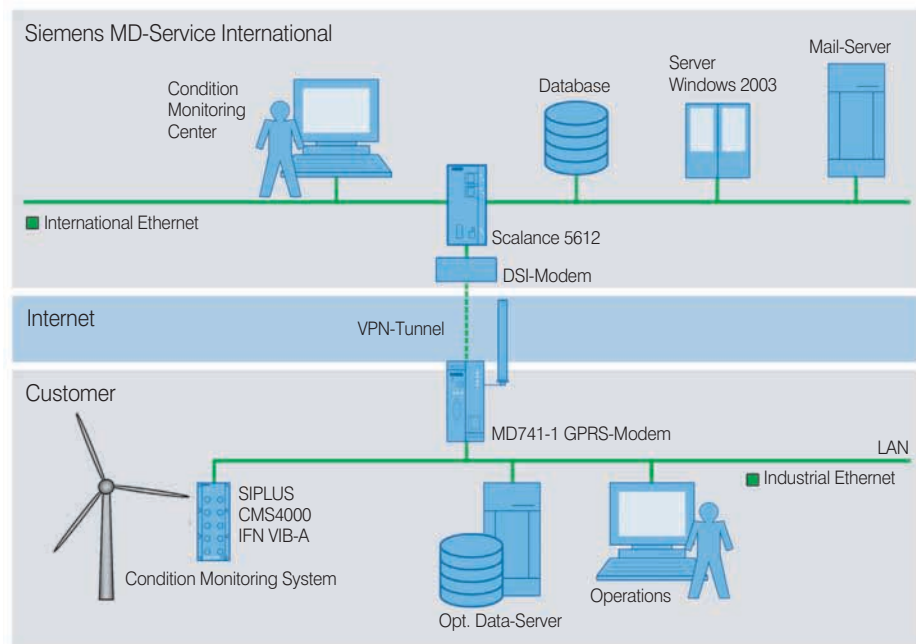 Siemens MD-Service International
Condition
Monitoring
Center
Database
Server
Windows 2003
Mail-Server
International Ethernet
Scalance 5612
DSI-Modem
Internet
VPN-Tunnel
Customer
MD741-1 GPRS-Modem
LAN
Industrial Ethernet
SIPLUS
CMS4000
IFN VIB-A
Condition Monitoring System
Opt. Data-Server
Operations